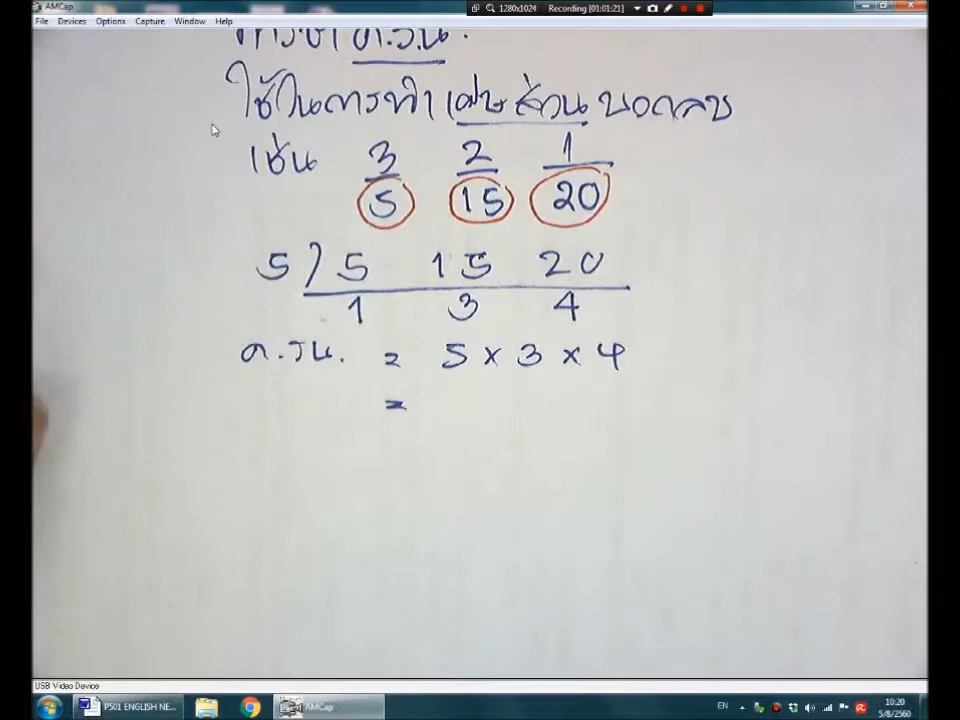 AMCap
1280x1024 Recording [01:01:21]
File Devices Options Capture Window Help
ค.ร.น.
ใช้ในการทำเศษส่วน บวกลบ
เช่น 3/5 2/15 1/20
5 ) 5 15 20
1 3 4
ค.ร.น. = 5 x 3 x 4
=
USB Video Device
P501 ENGLISH NE... AMCap EN 10:20
5/8/2560